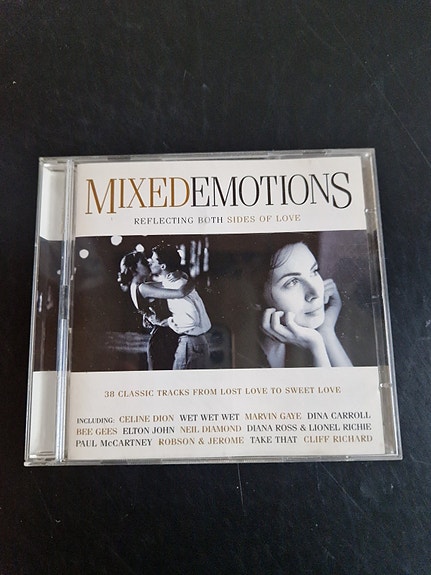 MIXEDEMOTIONS
REFLECTING BOTH SIDES OF LOVE
38 CLASSIC TRACKS FROM LOST LOVE TO SWEET LOVE
INCLUDING: CELINE DION WET WET WET MARVIN GAYE DINA CARROLL
BEE GEES ELTON JOHN NEIL DIAMOND DIANA ROSS & LIONEL RICHIE
PAUL McCARTNEY ROBSON & JEROME TAKE THAT CLIFF RICHARD